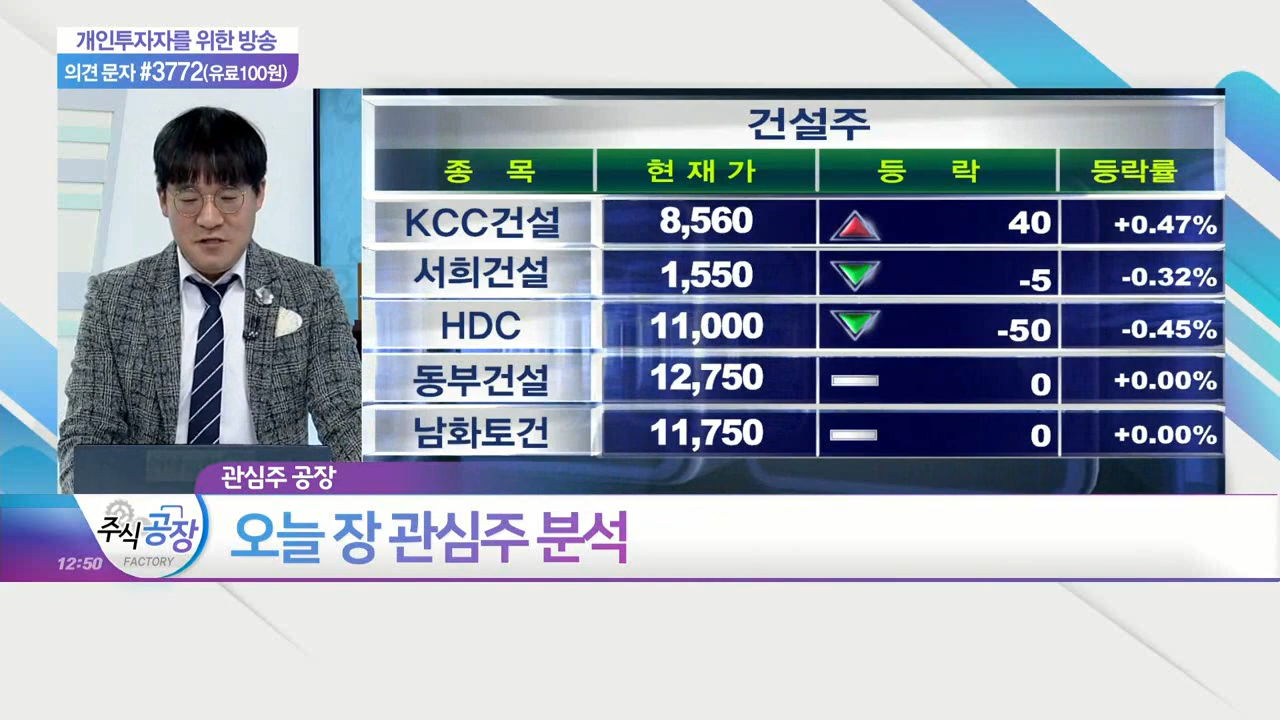 개인투자자를 위한 방송
의견 문자 #3772(유료100원)
건설주
종 목 현 재 가 등 락 등락률
KCC건설 8,560 40 +0.47%
서희건설 1,550 -5 -0.32%
HDC 11,000 -50 -0.45%
동부건설 12,750 0 +0.00%
남화토건 11,750 0 +0.00%
관심주 공장
주식공장
FACTORY
12:50
오늘 장 관심주 분석